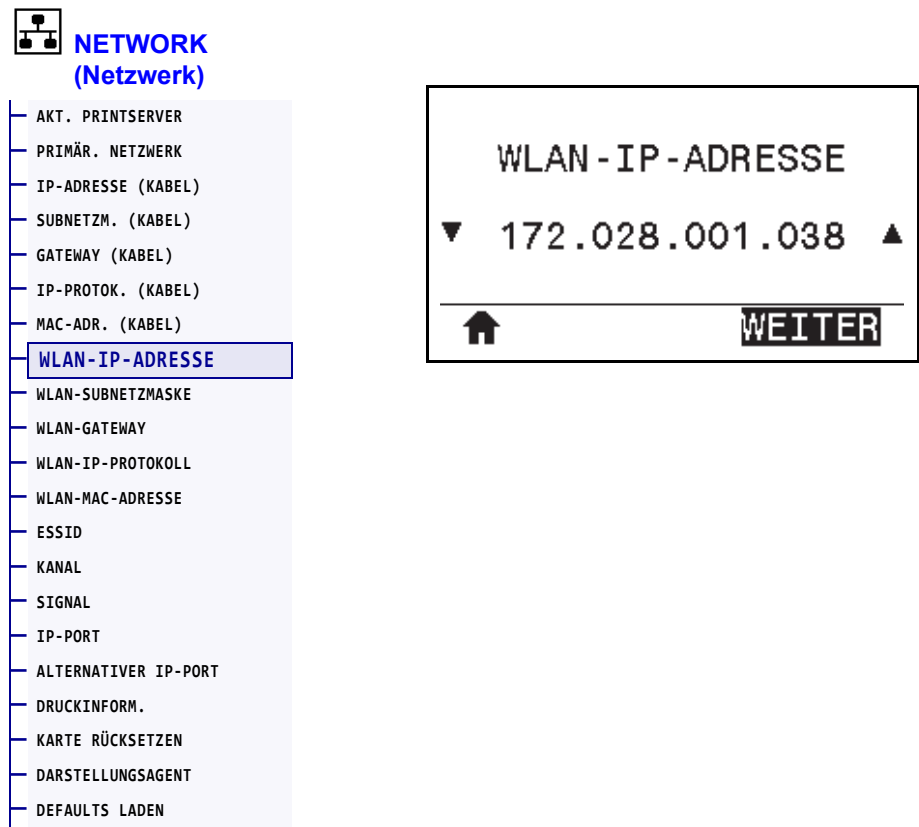 NETWORK
(Netzwerk)
AKT. PRINTSERVER
PRIMÄR. NETZWERK
IP-ADRESSE (KABEL)
SUBNETZM. (KABEL)
GATEWAY (KABEL)
IP-PROTOK. (KABEL)
MAC-ADR. (KABEL)
WLAN-IP-ADRESSE
WLAN-SUBNETZMASKE
WLAN-GATEWAY
WLAN-IP-PROTOKOLL
WLAN-MAC-ADRESSE
ESSID
KANAL
SIGNAL
IP-PORT
ALTERNATIVER IP-PORT
DRUCKINFORM.
KARTE RÜCKSETZEN
DARSTELLUNGSAGENT
DEFAULTS LADEN
WLAN-IP-ADRESSE
▼ 172.028.001.038 ▲
WEITER